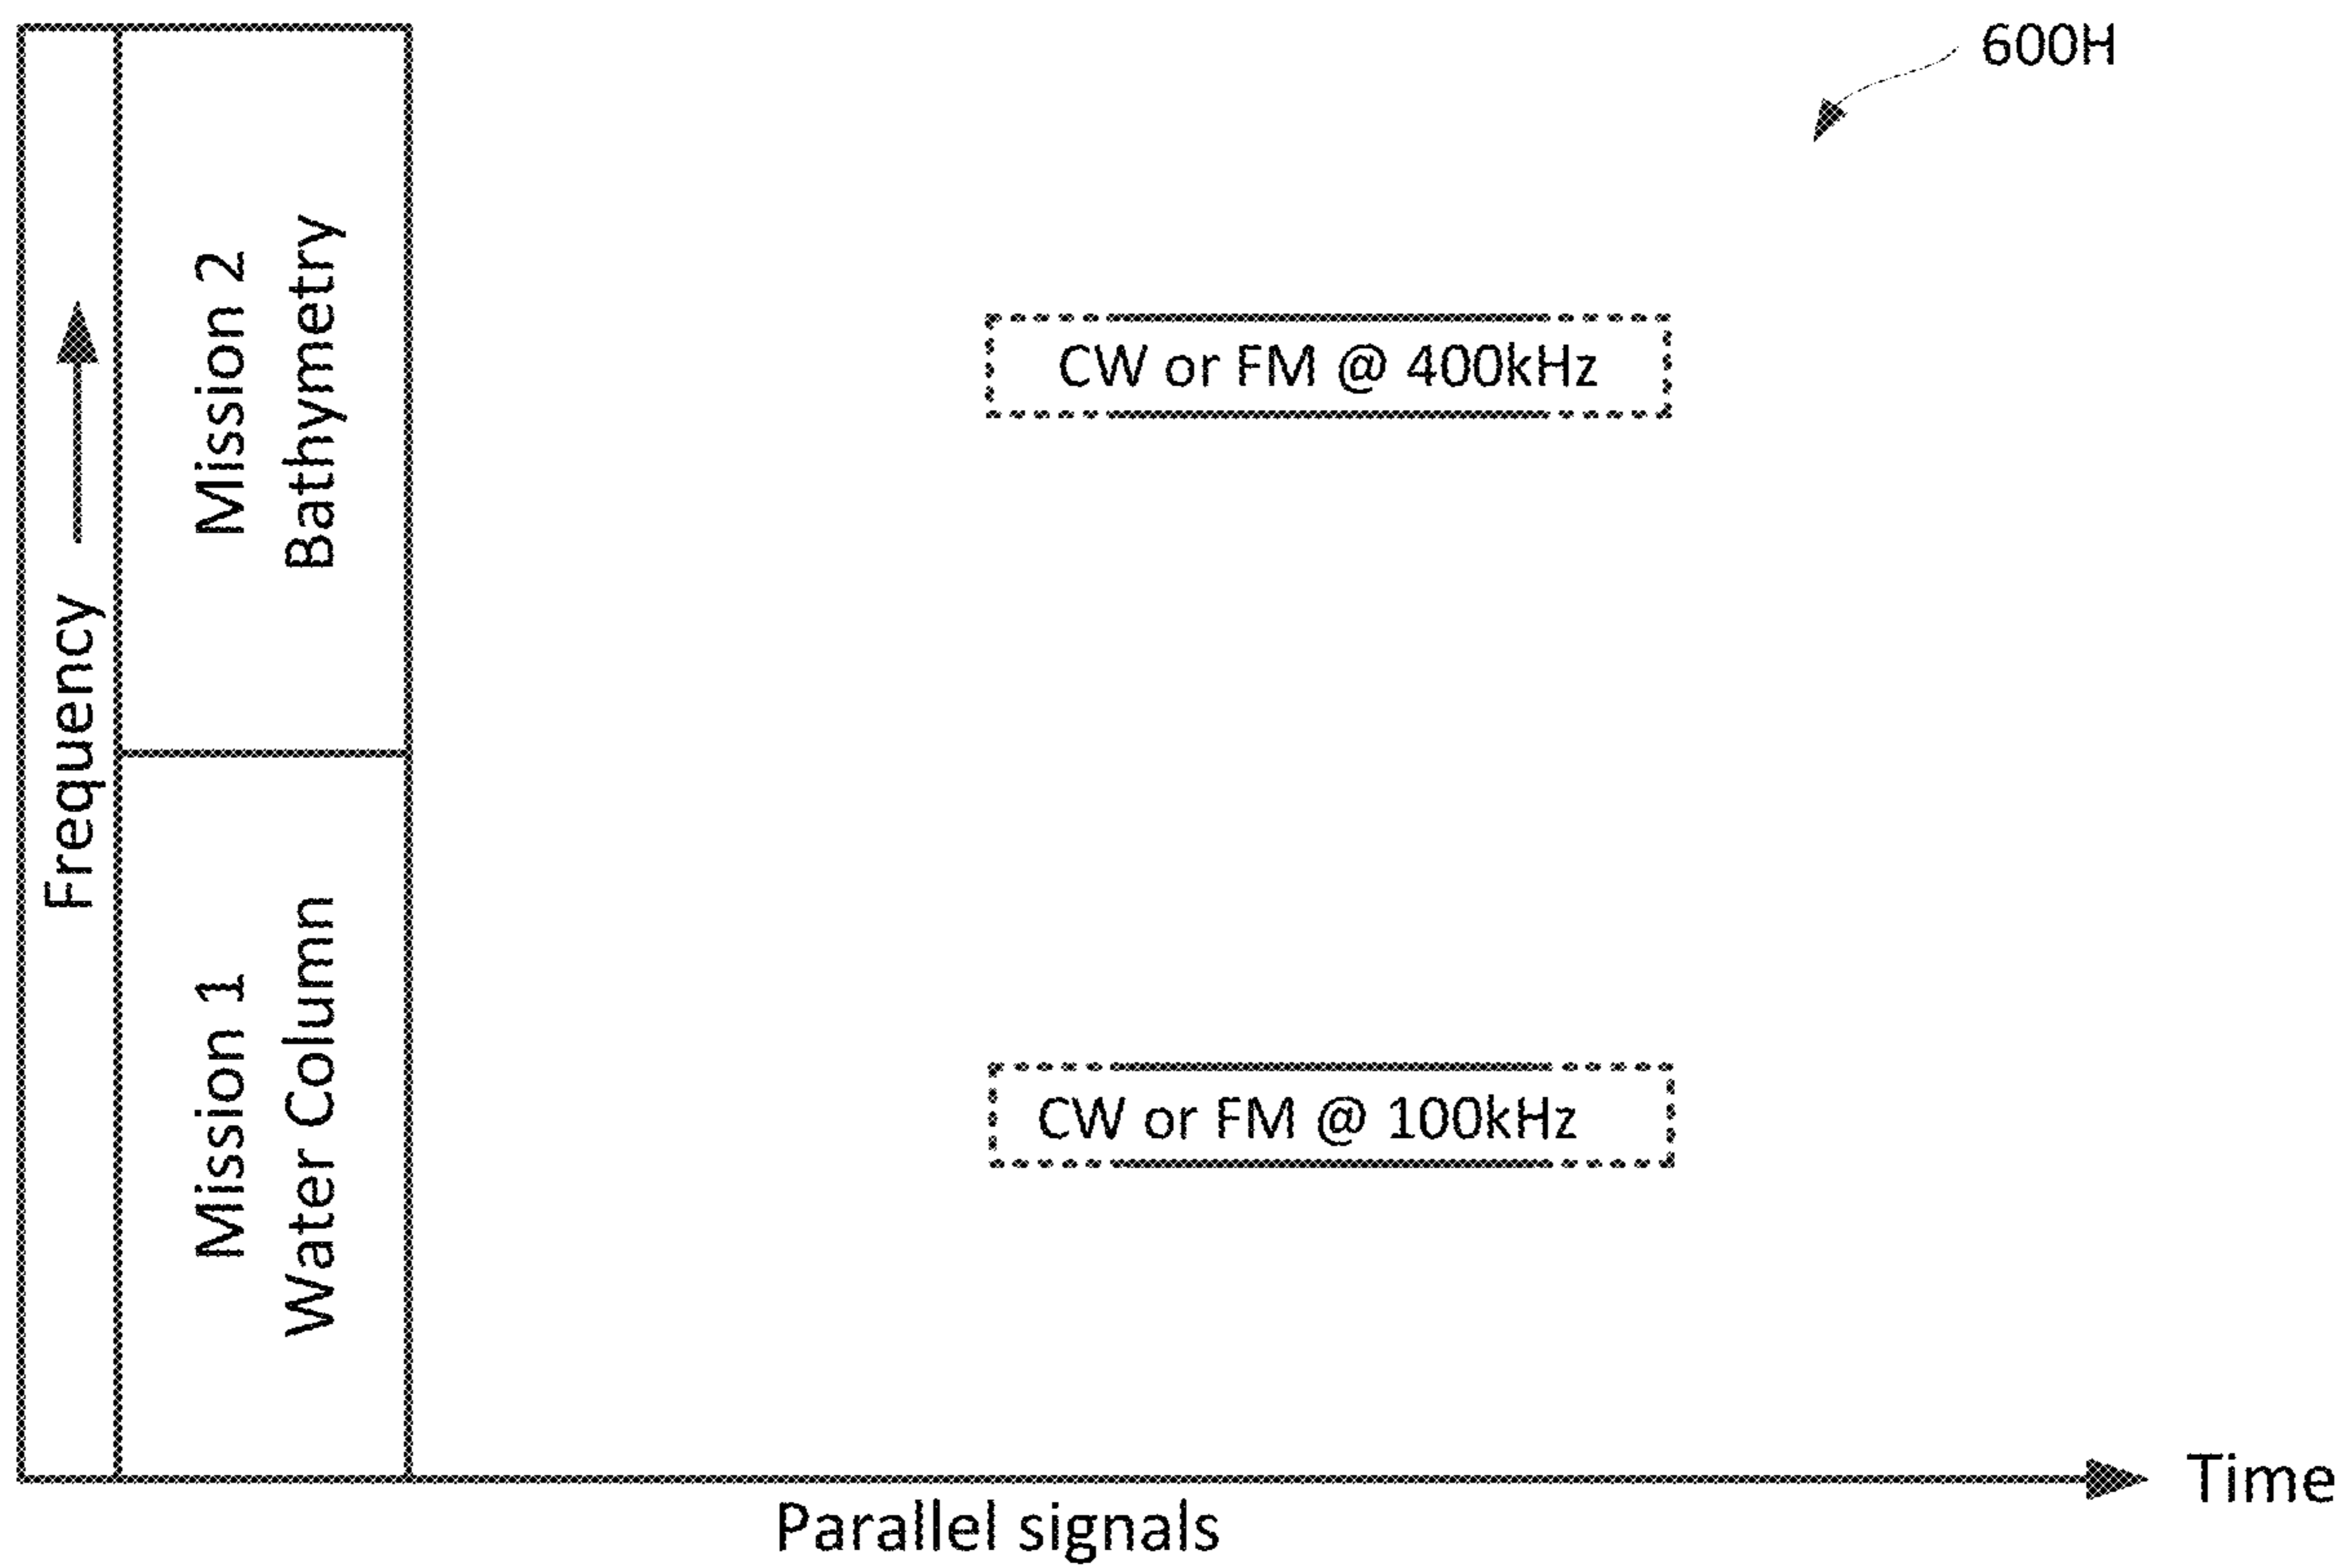 600H
Frequency
Mission 2
Bathymetry
CW or FM @ 400kHz
Mission 1
Water Column
CW or FM @ 100kHz
Time
Parallel signals